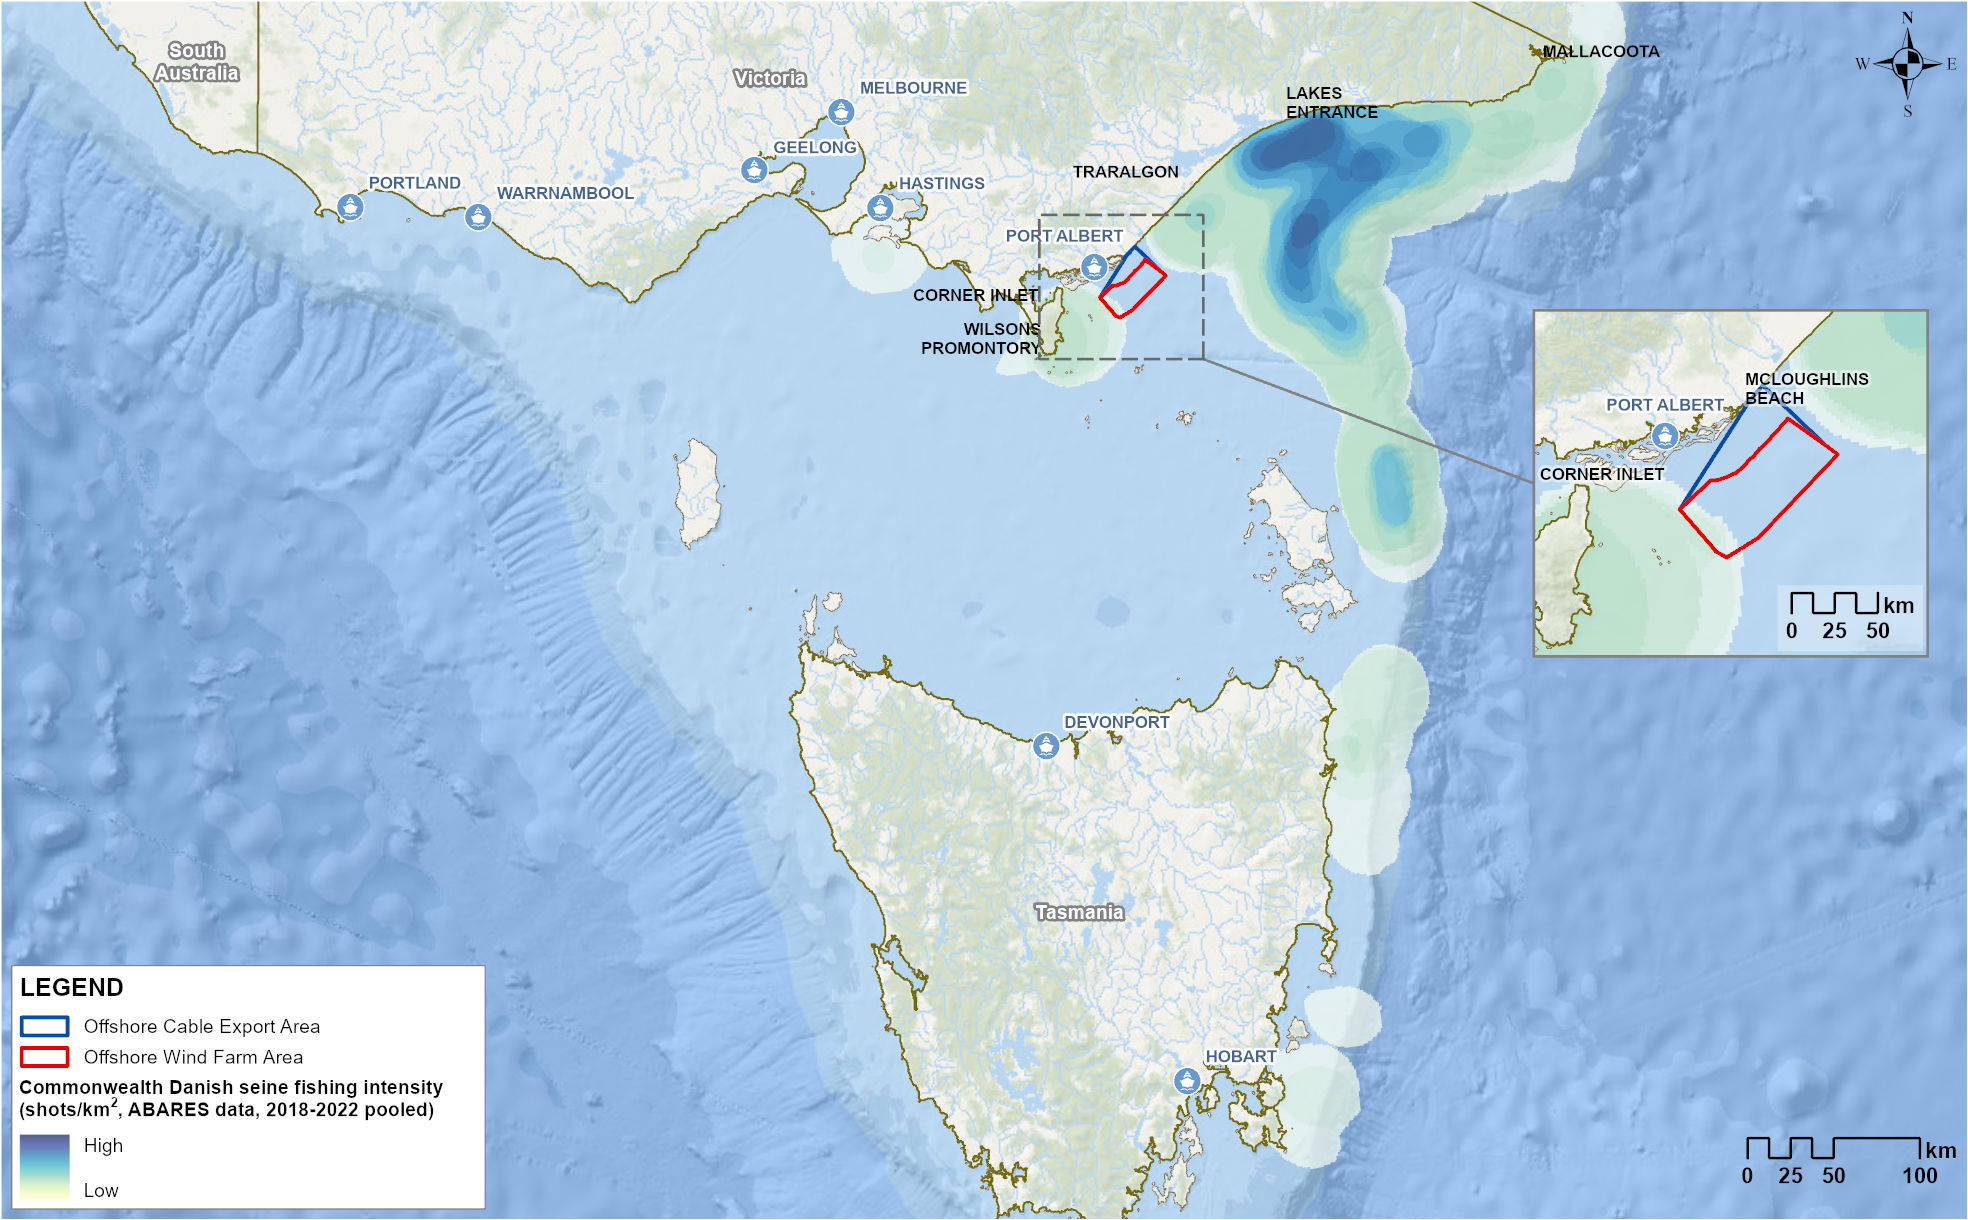 South
Australia
Victoria
MELBOURNE
GEELONG
HASTINGS
PORTLAND
WARRNAMBOOL
TRARALGON
LAKES
ENTRANCE
MALLACOOTA
N
W E
S
PORT ALBERT
CORNER INLET
WILSONS
PROMONTORY
MCLOUGHLINS
BEACH
PORT ALBERT
CORNER INLET
km
0 25 50
DEVONPORT
Tasmania
HOBART
LEGEND
Offshore Cable Export Area
Offshore Wind Farm Area
Commonwealth Danish seine fishing intensity
(shots/km², ABARES data, 2018-2022 pooled)
High
Low
km
0 25 50 100